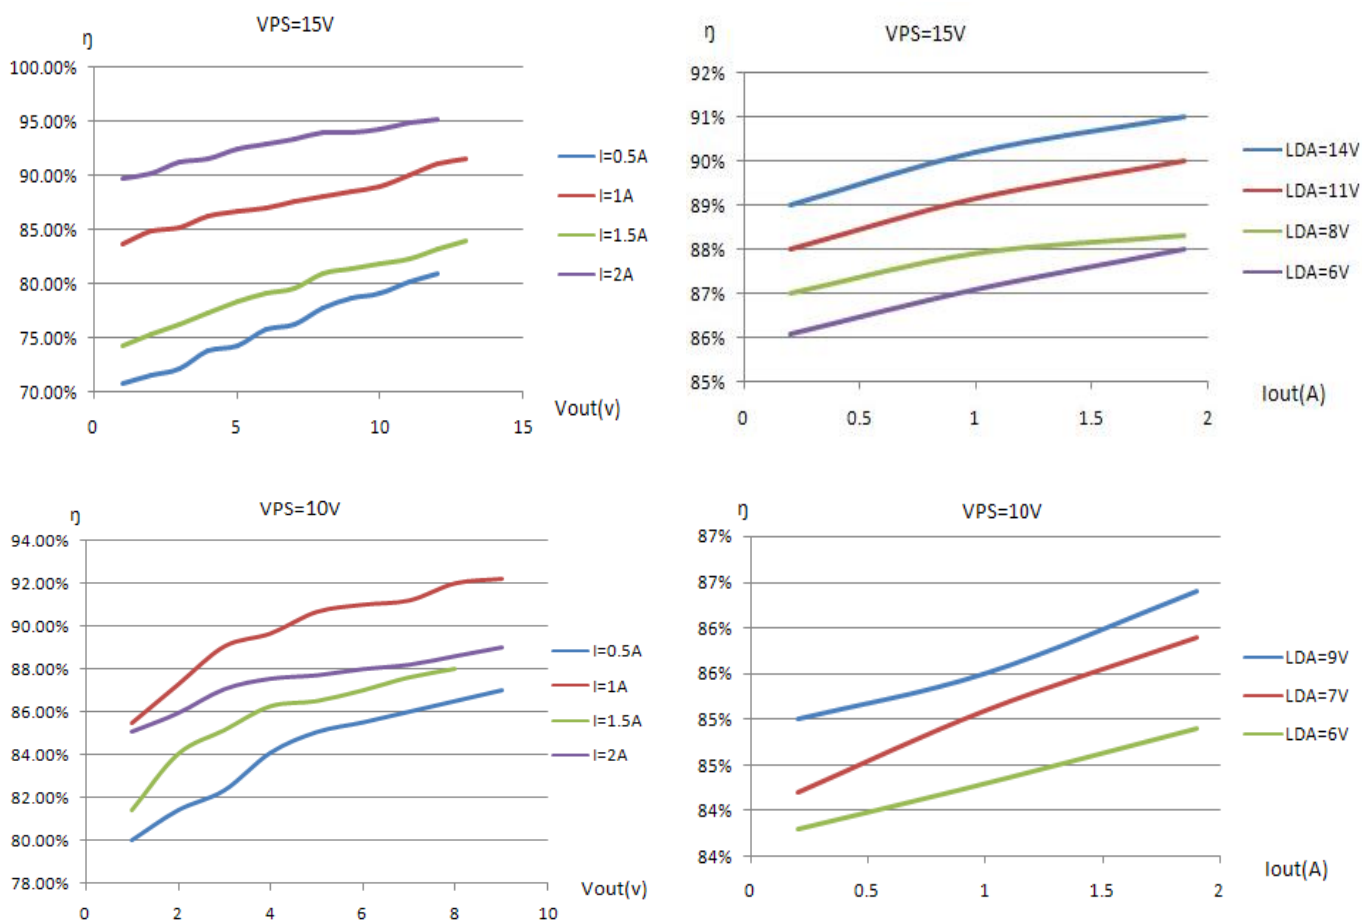 VPS=15V
η
100.00%
95.00%
90.00%
85.00%
80.00%
75.00%
70.00%
0
5
10
15
Vout(v)
I=0.5A
I=1A
I=1.5A
I=2A
VPS=15V
η
92%
91%
90%
89%
88%
87%
86%
85%
0
0.5
1
1.5
2
Iout(A)
LDA=14V
LDA=11V
LDA=8V
LDA=6V
VPS=10V
η
94.00%
92.00%
90.00%
88.00%
86.00%
84.00%
82.00%
80.00%
78.00%
0
2
4
6
8
10
Vout(v)
I=0.5A
I=1A
I=1.5A
I=2A
VPS=10V
η
87%
87%
86%
86%
85%
85%
84%
84%
0
0.5
1
1.5
2
Iout(A)
LDA=9V
LDA=7V
LDA=6V